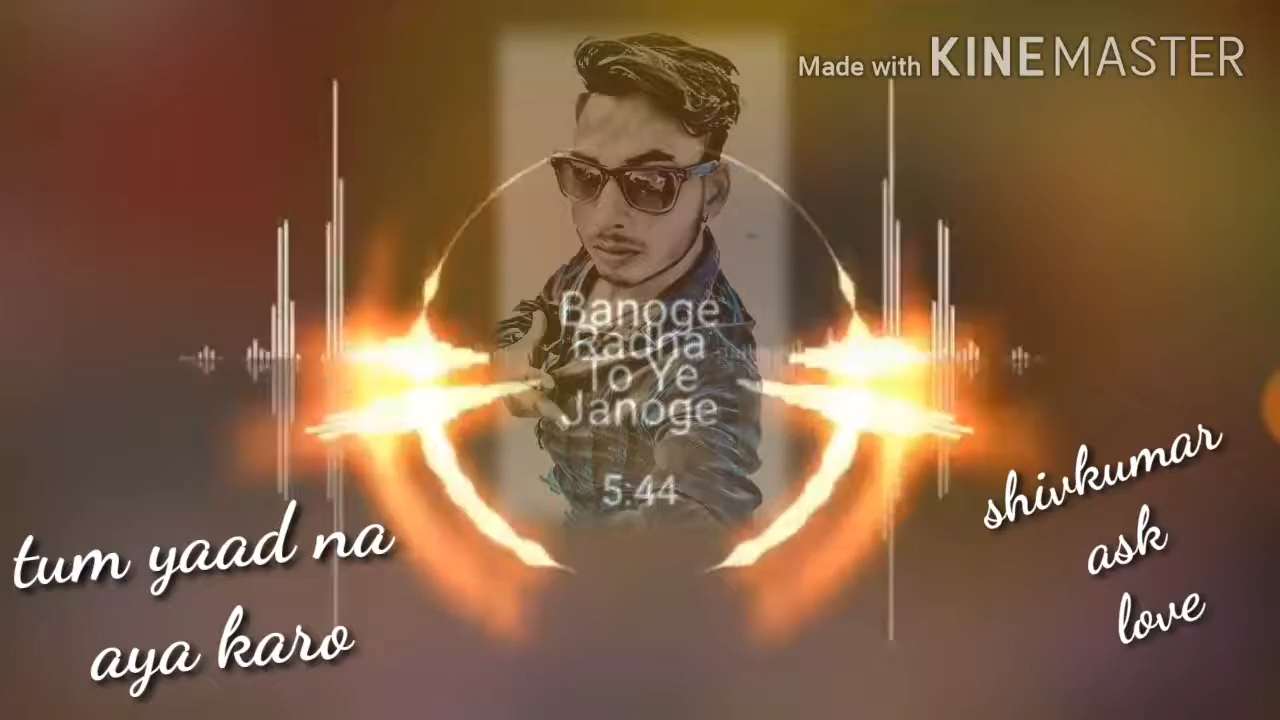 Made with KINEMASTER
Banoge
Radha
To Ye
Janoge
5:44
tum yaad na
aya karo
shivkumar
ask
love